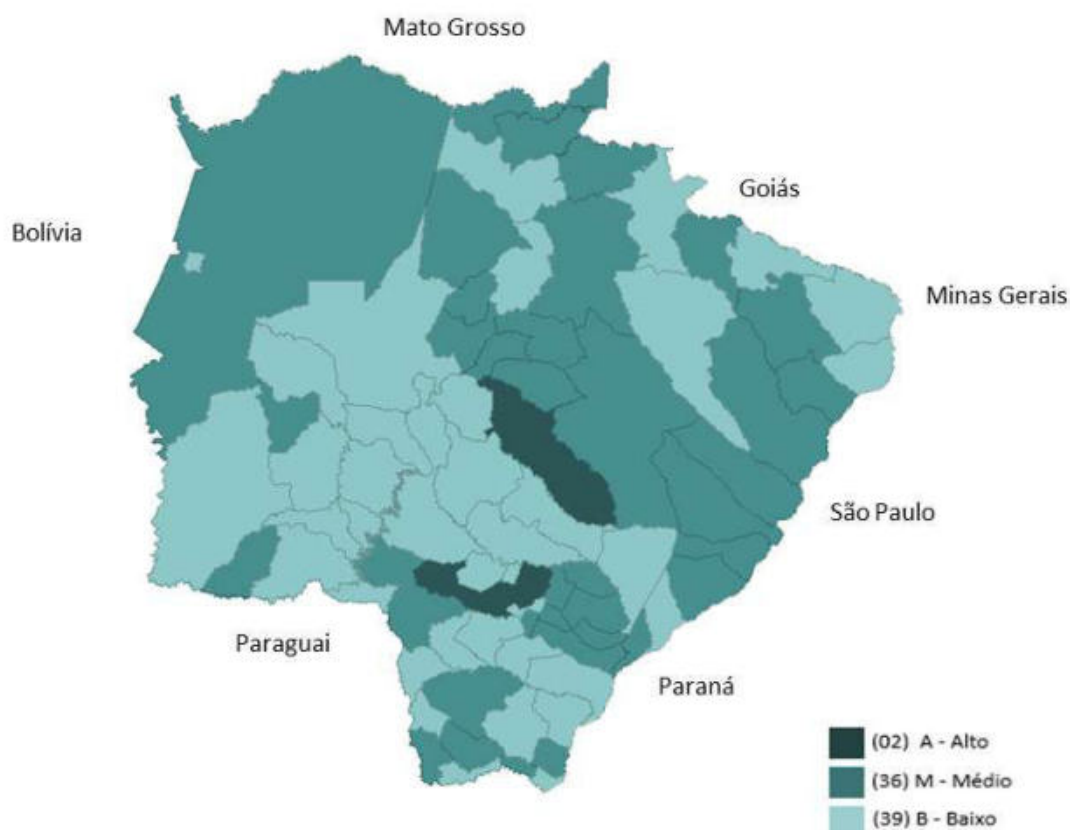 Mato Grosso
Goiás
Bolívia
Minas Gerais
São Paulo
Paraguai
Paraná
(02) A - Alto
(36) M - Médio
(39) B - Baixo